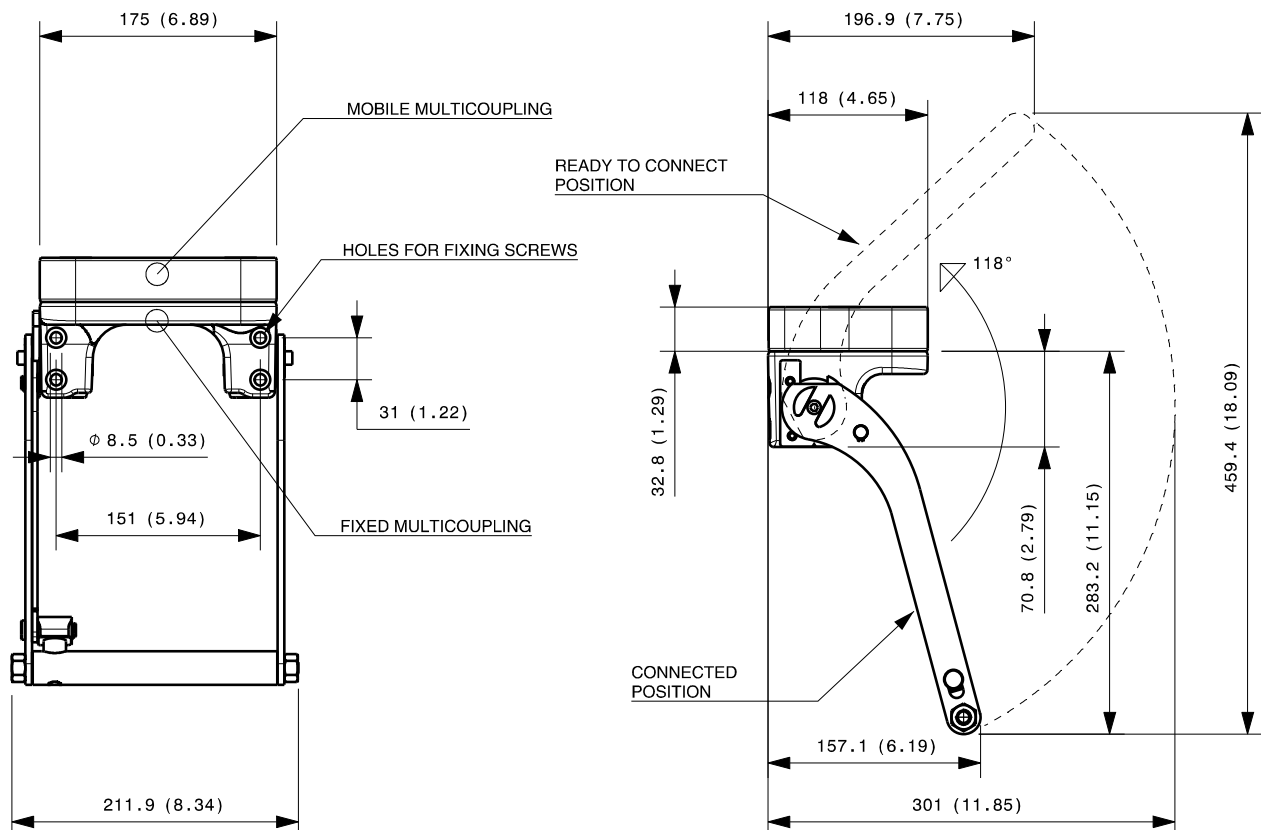 175 (6.89)
196.9 (7.75)
118 (4.65)
MOBILE MULTICOUPLING
READY TO CONNECT
POSITION
HOLES FOR FIXING SCREWS
118°
31 (1.22)
32.8 (1.29)
459.4 (18.09)
Φ 8.5 (0.33)
151 (5.94)
FIXED MULTICOUPLING
70.8 (2.79)
283.2 (11.15)
CONNECTED
POSITION
157.1 (6.19)
211.9 (8.34)
301 (11.85)